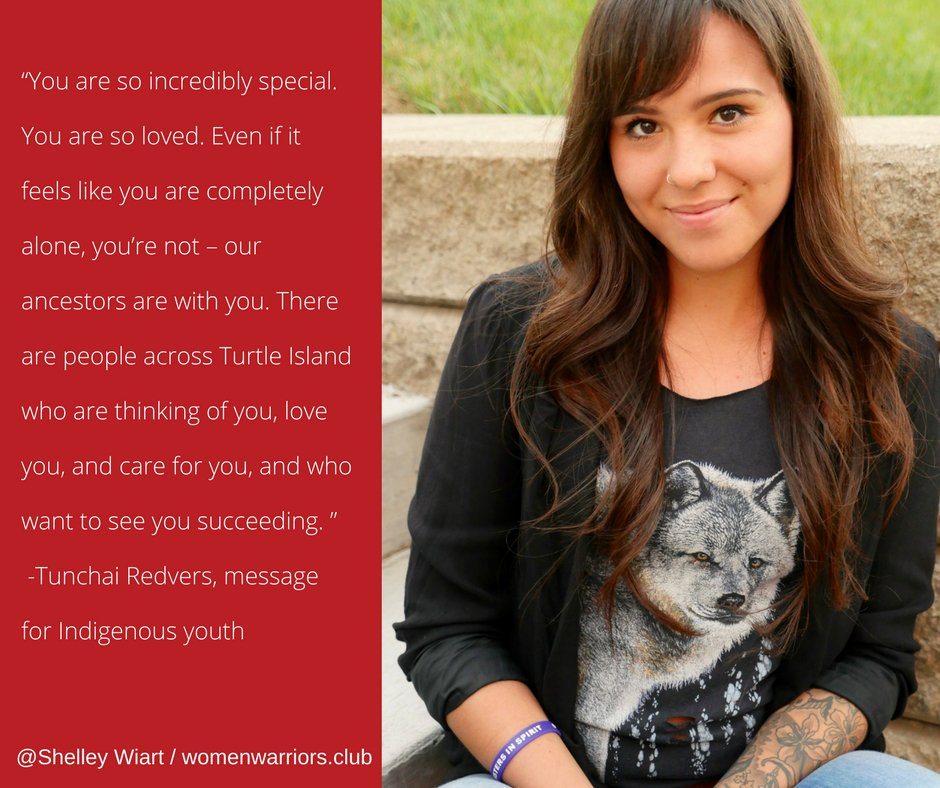 “You are so incredibly special.
You are so loved. Even if it
feels like you are completely
alone, you’re not – our
ancestors are with you. There
are people across Turtle Island
who are thinking of you, love
you, and care for you, and who
want to see you succeeding. ”
-Tunchai Redvers, message
for Indigenous youth
@Shelley Wiart / womenwarriors.club
IN SPIRIT